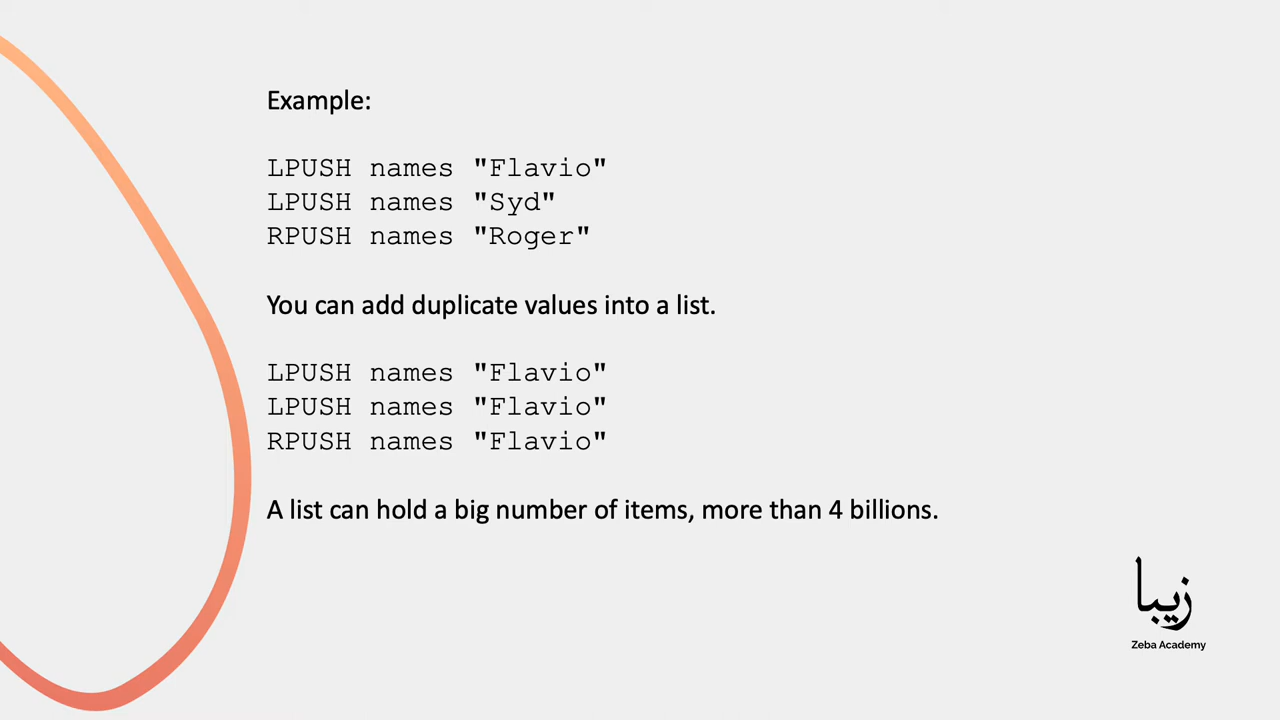 Example:
LPUSH names "Flavio"
LPUSH names "Syd"
RPUSH names "Roger"
You can add duplicate values into a list.
LPUSH names "Flavio"
LPUSH names "Flavio"
RPUSH names "Flavio"
A list can hold a big number of items, more than 4 billions.
زیبا
Zeba Academy